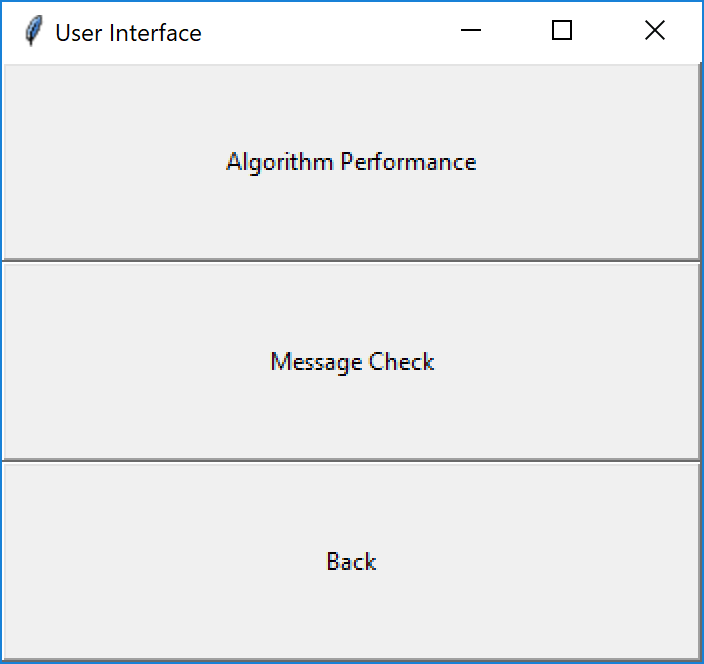 User Interface
Algorithm Performance
Message Check
Back